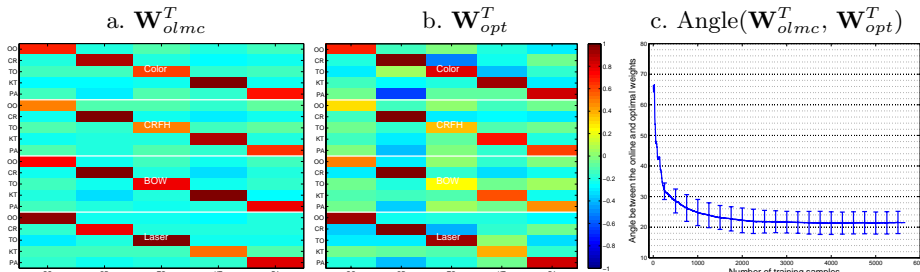 a. W^T_olmc
b. W^T_opt
c. Angle(W^T_olmc, W^T_opt)
OO
CR
TO
KT
PA
OO
CR
TO
KT
PA
OO
CR
TO
KT
PA
OO
CR
TO
KT
PA
Color
CRFH
BOW
Laser
OO
CR
TO
KT
PA
OO
CR
TO
KT
PA
OO
CR
TO
KT
PA
OO
CR
TO
KT
PA
Color
CRFH
BOW
Laser
1
0.8
0.6
0.4
0.2
0
-0.2
-0.4
-0.6
-0.8
-1
Angle between the online and optimal weights
80
70
60
50
40
30
20
10
0 1000 2000 3000 4000 5000
Number of training samples